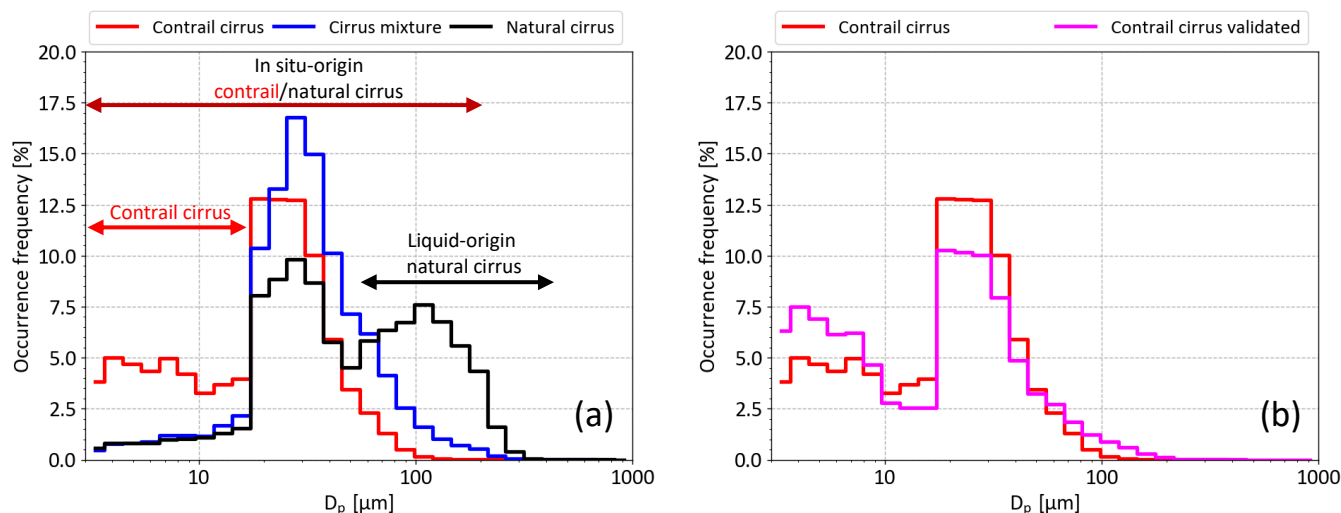 Contrail cirrus
Cirrus mixture
Natural cirrus
20.0
17.5
15.0
12.5
10.0
7.5
5.0
2.5
0.0
Occurrence frequency [%]
In situ-origin
contrail/natural cirrus
Contrail cirrus
Liquid-origin
natural cirrus
(a)
10
100
1000
Dp [µm]
Contrail cirrus
Contrail cirrus validated
20.0
17.5
15.0
12.5
10.0
7.5
5.0
2.5
0.0
Occurrence frequency [%]
(b)
10
100
1000
Dp [µm]